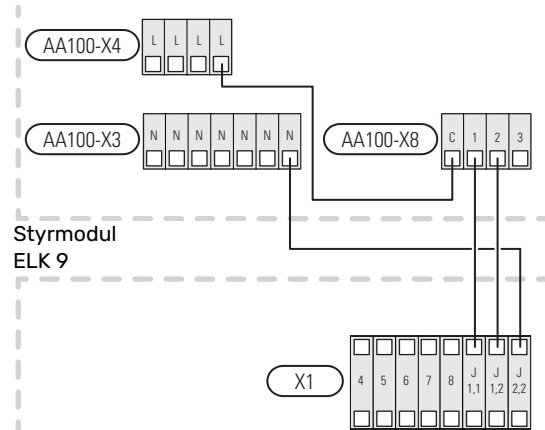 AA100-X4 L L L L
AA100-X3 N N N N N N N AA100-X8 C 1 2 3
Styrmodul
ELK 9
X1 4 5 6 7 8 J 1,1 J 1,2 J 2,2